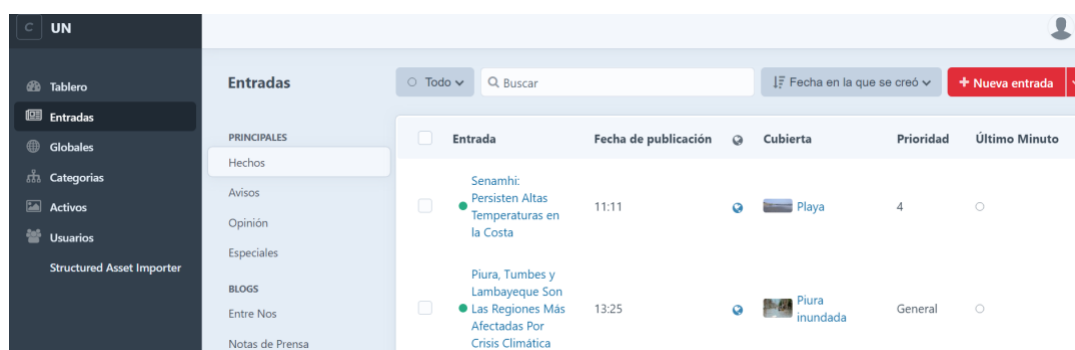 C UN
Tablero
Entradas
Globales
Categorias
Activos
Usuarios
Structured Asset Importer
Entradas
PRINCIPALES
Hechos
Avisos
Opinión
Especiales
BLOGS
Entre Nos
Notas de Prensa
Todo
Buscar
Fecha en la que se creó
+ Nueva entrada
Entrada Fecha de publicación Cubierta Prioridad Último Minuto
Senamhi:
Persisten Altas
Temperaturas en
la Costa
11:11
Playa
4
Piura, Tumbes y
Lambayeque Son
Las Regiones Más
Afectadas Por
Crisis Climática
13:25
Piura
inundada
General